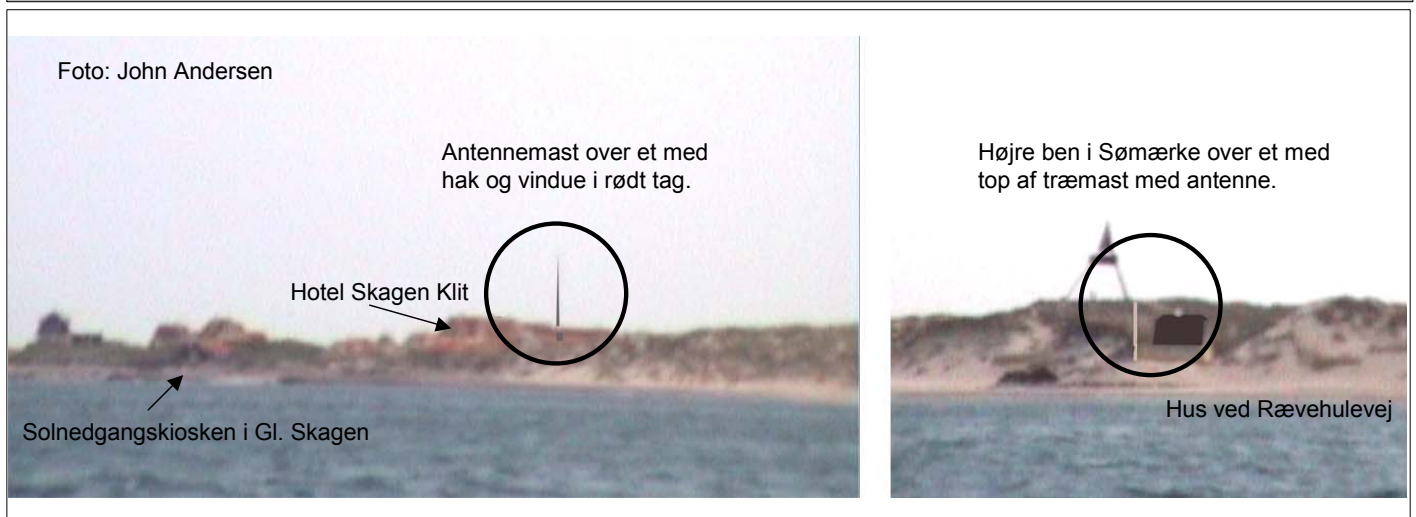 Foto: John Andersen
Antennemast over et med
hak og vindue i rødt tag.
Hotel Skagen Klit
Solnedgangskiosken i Gl. Skagen
Højre ben i Sømærke over et med
top af træmast med antenne.
Hus ved Rævehulevej